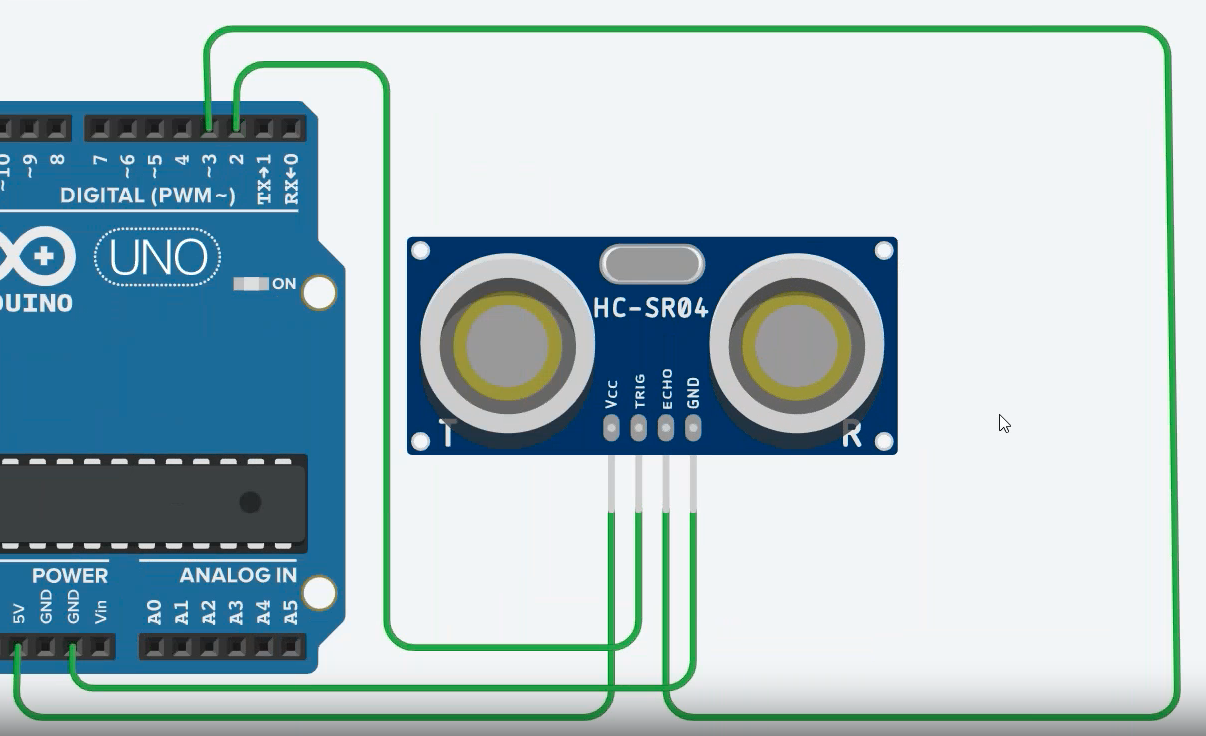 ~10
~9
8
7
~6
~5
4
~3
2
TX→1
RX←0
DIGITAL (PWM~)
UNO
ON
DUINO
HC-SR04
Vcc
TRIG
ECHO
GND
T
R
POWER
ANALOG IN
5V
GND
GND
Vin
A0
A1
A2
A3
A4
A5